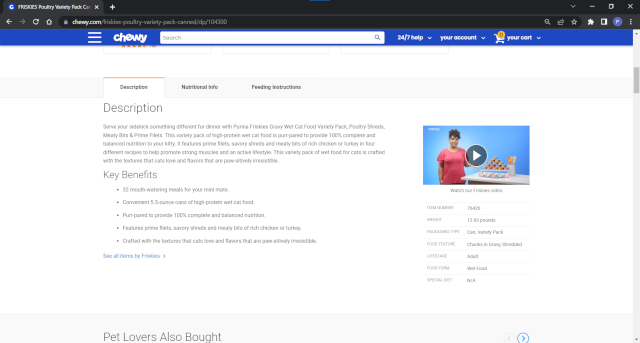 FRISKIES Poultry Variety Pack Cann
chewy.com/friskies-poultry-variety-pack-canned/dp/104300
chewy
Search
24/7 help
your account
your cart
Description
Nutritional Info
Feeding Instructions
Description
Serve your sidekick something different for dinner with Purina Friskies Gravy Wet Cat Food Variety Pack, Poultry Shreds,
Meaty Bits & Prime Filets. This variety pack of high-protein wet cat food is purr-pared to provide 100% complete and
balanced nutrition to your kitty. It features prime filets, savory shreds and meaty bits of rich chicken or turkey in four
different recipes to help promote strong muscles and an active lifestyle. This variety pack of wet food for cats is crafted
with the textures that cats love and flavors that are paw-sitively irresistible.
Key Benefits
32 mouth-watering meals for your mini-mate.
Convenient 5.5-ounce cans of high-protein wet cat food.
Purr-pared to provide 100% complete and balanced nutrition.
Features prime filets, savory shreds and meaty bits of rich chicken or turkey.
Crafted with the textures that cats love and flavors that are paw-sitively irresistible.
See all items by Friskies
Watch our Friskies video
ITEM NUMBER 76426
WEIGHT 12.93 pounds
PACKAGING TYPE Can, Variety Pack
FOOD TEXTURE Chunks in Gravy, Shredded
LIFESTAGE Adult
FOOD FORM Wet Food
SPECIAL DIET N/A
Pet Lovers Also Bought